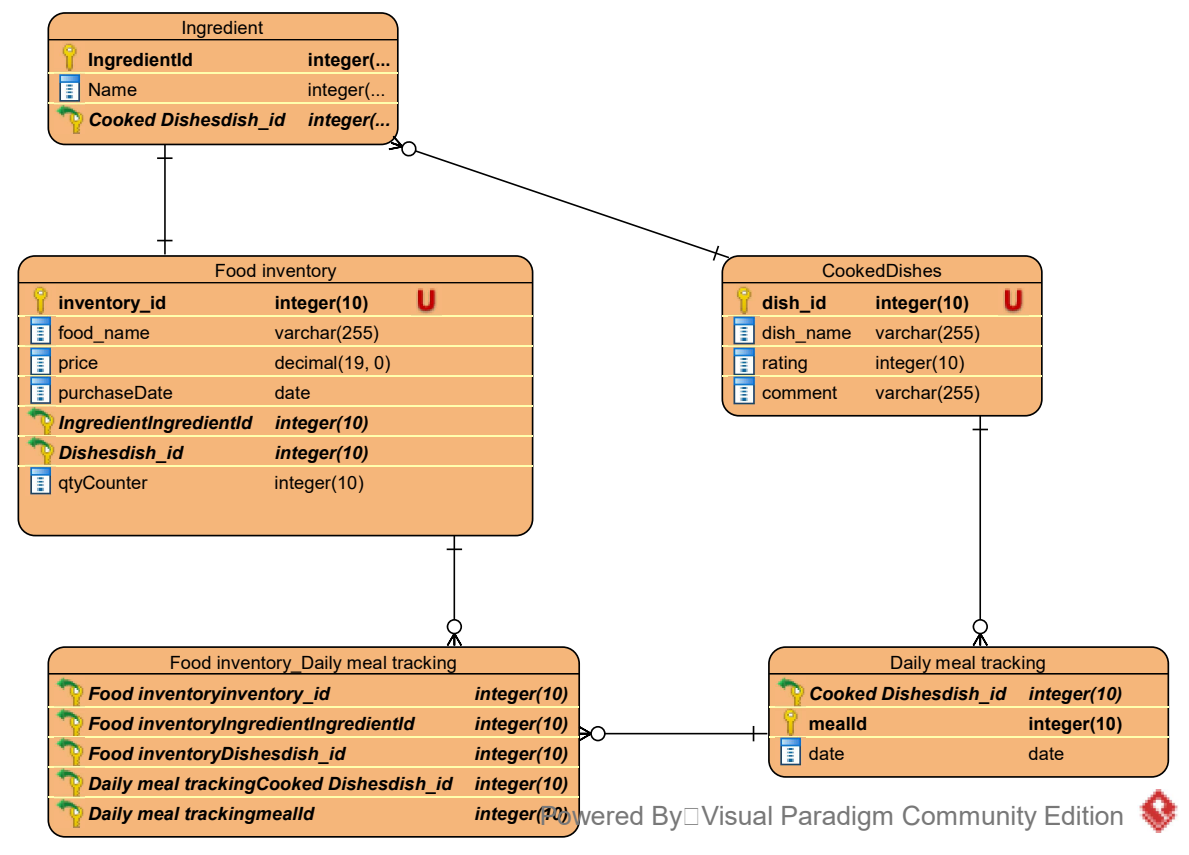 Ingredient
IngredientId integer(...
Name integer(...
Cooked Dishesdish_id integer(...
Food inventory
inventory_id integer(10) U
food_name varchar(255)
price decimal(19, 0)
purchaseDate date
IngredientIngredientId integer(10)
Dishesdish_id integer(10)
qtyCounter integer(10)
CookedDishes
dish_id integer(10) U
dish_name varchar(255)
rating integer(10)
comment varchar(255)
Food inventory_Daily meal tracking
Food inventoryinventory_id integer(10)
Food inventoryIngredientIngredientId integer(10)
Food inventoryDishesdish_id integer(10)
Daily meal trackingCooked Dishesdish_id integer(10)
Daily meal trackingmealId integer(10)
Daily meal tracking
Cooked Dishesdish_id integer(10)
mealId integer(10)
date date
Powered By□Visual Paradigm Community Edition